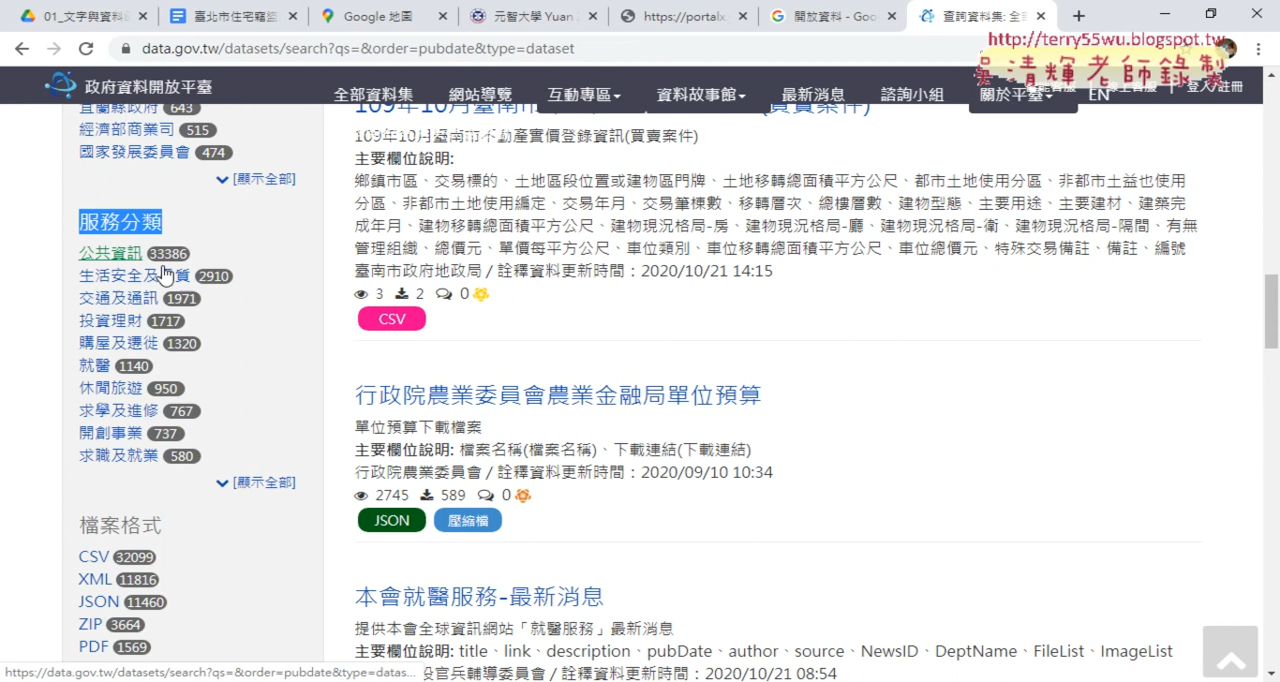 01_文字與資料
臺北市住宅竊盜
Google 地圖
元智大學 Yuan
https://portalx
開放資料 - Goo
查詢資料集: 全部
data.gov.tw/datasets/search?qs=&order=pubdate&type=dataset
http://terry55wu.blogspot.tw
吳清輝老師錄製
政府資料開放平臺
全部資料集
網站導覽
互動專區
資料故事館
最新消息
諮詢小組
關於平臺
EN
登入/註冊
宜蘭縣政府 643
經濟部商業司 515
國家發展委員會 474
[顯示全部]
服務分類
公共資訊 33386
生活安全及 質 2910
交通及通訊 1971
投資理財 1717
購屋及遷徙 1320
就醫 1140
休閒旅遊 950
求學及進修 767
開創事業 737
求職及就業 580
[顯示全部]
檔案格式
CSV 32099
XML 11816
JSON 11460
ZIP 3664
PDF 1569
https://data.gov.tw/datasets/search?qs=&order=pubdate&type=datas...
109年10月臺南市不動產實價登錄資訊(買賣案件)
主要欄位說明:
鄉鎮市區、交易標的、土地區段位置或建物區門牌、土地移轉總面積平方公尺、都市土地使用分區、非都市土益也使用
分區、非都市土地使用編定、交易年月、交易筆棟數、移轉層次、總樓層數、建物型態、主要用途、主要建材、建築完
成年月、建物移轉總面積平方公尺、建物現況格局-房、建物現況格局-廳、建物現況格局-衛、建物現況格局-隔間、有無
管理組織、總價元、單價每平方公尺、車位類別、車位移轉總面積平方公尺、車位總價元、特殊交易備註、備註、編號
臺南市政府地政局 / 詮釋資料更新時間：2020/10/21 14:15
3 2 0
CSV
行政院農業委員會農業金融局單位預算
單位預算下載檔案
主要欄位說明: 檔案名稱(檔案名稱)、下載連結(下載連結)
行政院農業委員會 / 詮釋資料更新時間：2020/09/10 10:34
2745 589 0
JSON 壓縮檔
本會就醫服務-最新消息
提供本會全球資訊網站「就醫服務」最新消息
主要欄位說明: title、link、description、pubDate、author、source、NewsID、DeptName、FileList、ImageList
役官兵輔導委員會 / 詮釋資料更新時間：2020/10/21 08:54